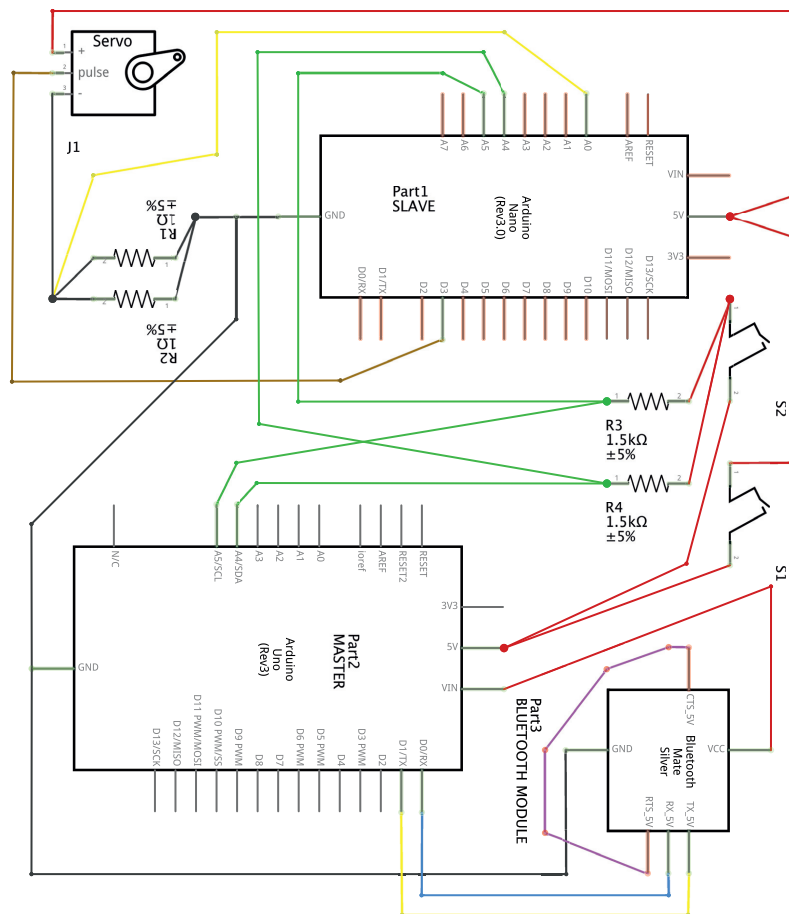 Servo
1
+
2
pulse
3
-
J1
A7
A6
A5
A4
A3
A2
A1
A0
AREF
RESET
Part1
SLAVE
Arduino
Nano
(Rev3.0)
GND
VIN
5V
3V3
D0/RX
D1/TX
D2
D3
D4
D5
D6
D7
D8
D9
D10
D11/MOSI
D12/MISO
D13/SCK
R1
1Ω
±5%
2
1
2
1
R2
1Ω
±5%
1
2
S2
1
2
R3
1.5kΩ
±5%
1
2
R4
1.5kΩ
±5%
1
2
S1
N/C
A5/SCL
A4/SDA
A3
A2
A1
A0
ioref
AREF
RESET2
RESET
Part2
MASTER
Arduino
Uno
(Rev3)
GND
3V3
5V
VIN
D13/SCK
D12/MISO
D11 PWM/MOSI
D10 PWM/SS
D9 PWM
D8
D7
D6 PWM
D5 PWM
D4
D3 PWM
D2
D1/TX
D0/RX
Part3
BLUETOOTH MODULE
CTS_5V
GND
VCC
Bluetooth
Mate
Silver
RTS_5V
RX_5V
TX_5V